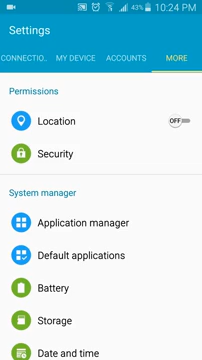 43% 10:24 PM
Settings
CONNECTIO.. MY DEVICE ACCOUNTS MORE
Permissions
Location OFF
Security
System manager
Application manager
Default applications
Battery
Storage
Date and time